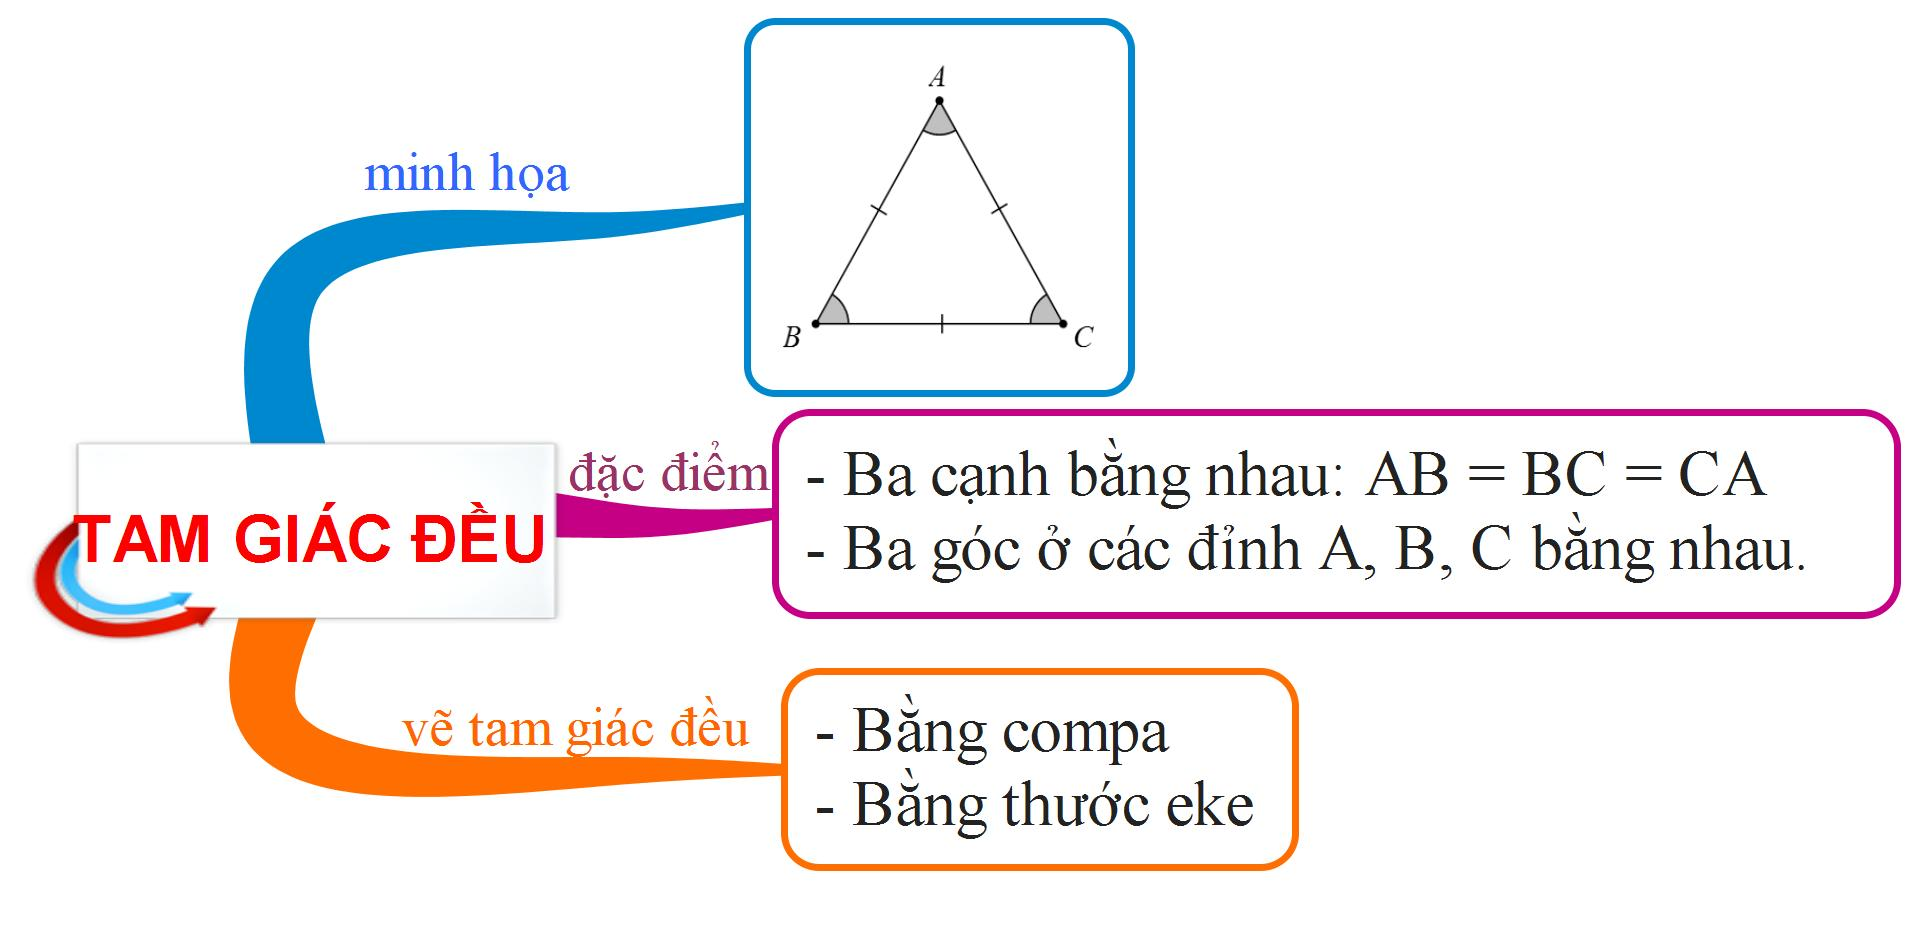 minh họa
A
B
C
TAM GIÁC ĐỀU
đặc điểm
- Ba cạnh bằng nhau: AB = BC = CA
- Ba góc ở các đỉnh A, B, C bằng nhau.
vẽ tam giác đều
- Bằng compa
- Bằng thước eke